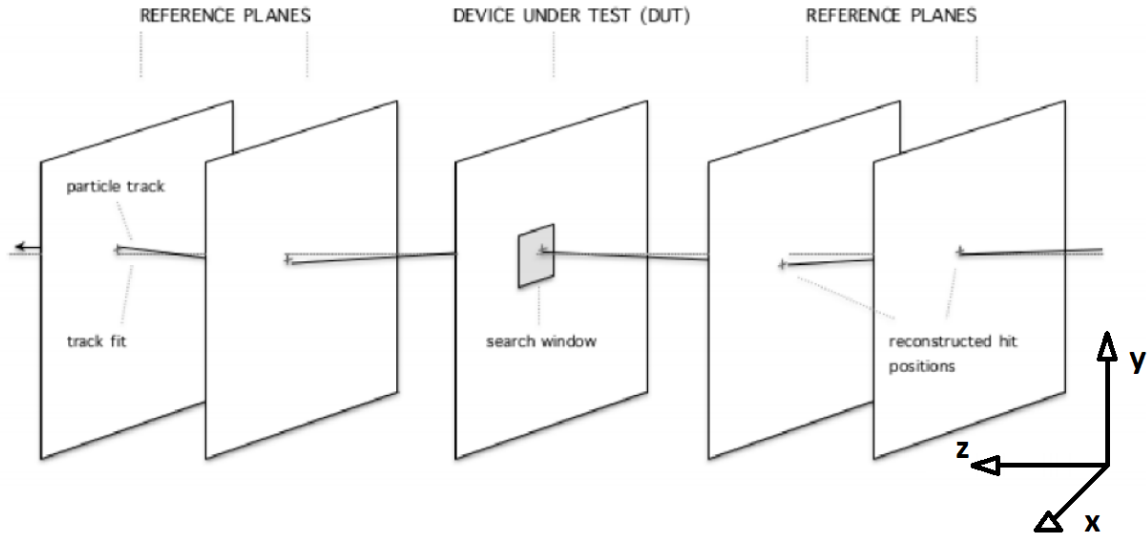 REFERENCE PLANES
DEVICE UNDER TEST (DUT)
REFERENCE PLANES
particle track
track fit
search window
reconstructed hit
positions
y
z
x